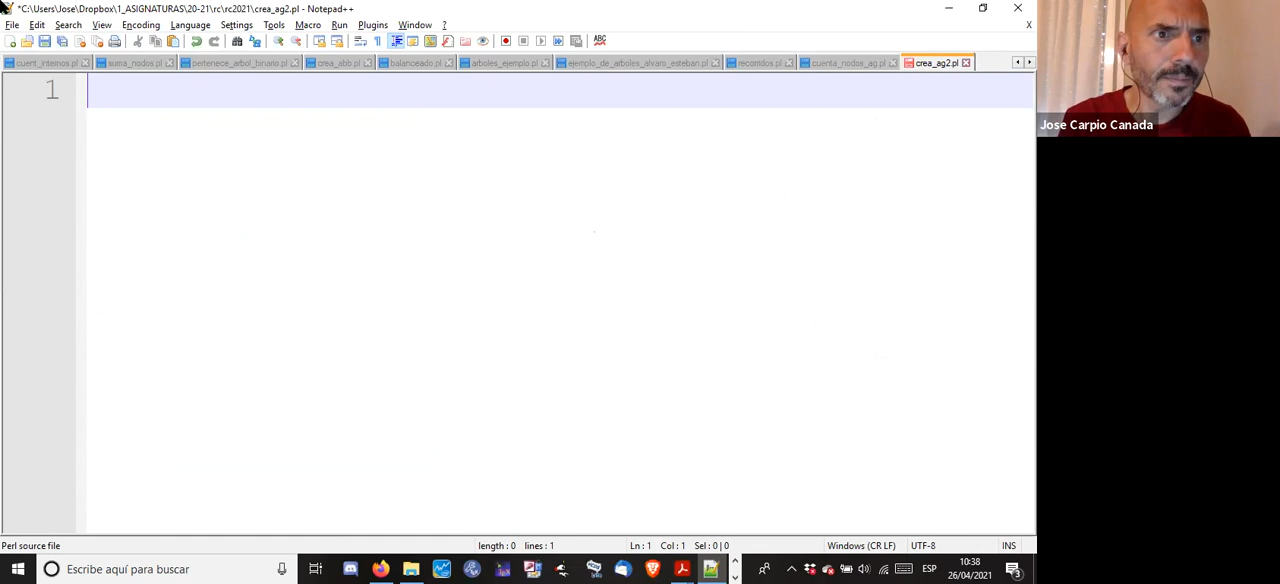 *C:\Users\Jose\Dropbox\1_ASIGNATURAS\20-21\rc\rc2021\crea_ag2.pl - Notepad++
File Edit Search View Encoding Language Settings Tools Macro Run Plugins Window ? X
cuent_internos.pl suma_nodos.pl pertenece_arbol_binario.pl crea_abb.pl balanceado.pl arboles_ejemplo.pl ejemplo_de_arboles_alvaro_esteban.pl recorridos.pl cuenta_nodos_ag.pl crea_ag2.pl
1
Jose Carpio Canada
Perl source file length : 0 lines : 1 Ln : 1 Col : 1 Sel : 0 | 0 Windows (CR LF) UTF-8 INS
Escribe aquí para buscar ESP 10:38
26/04/2021 3